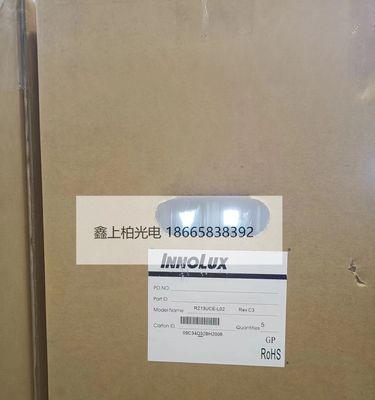 鑫上柏光电 18665838392
INNOLUX
P.O.NO.
Part ID
Model Name R213UCE-L02 Rev C3
Carton ID Quantities 5
GP
RoHS